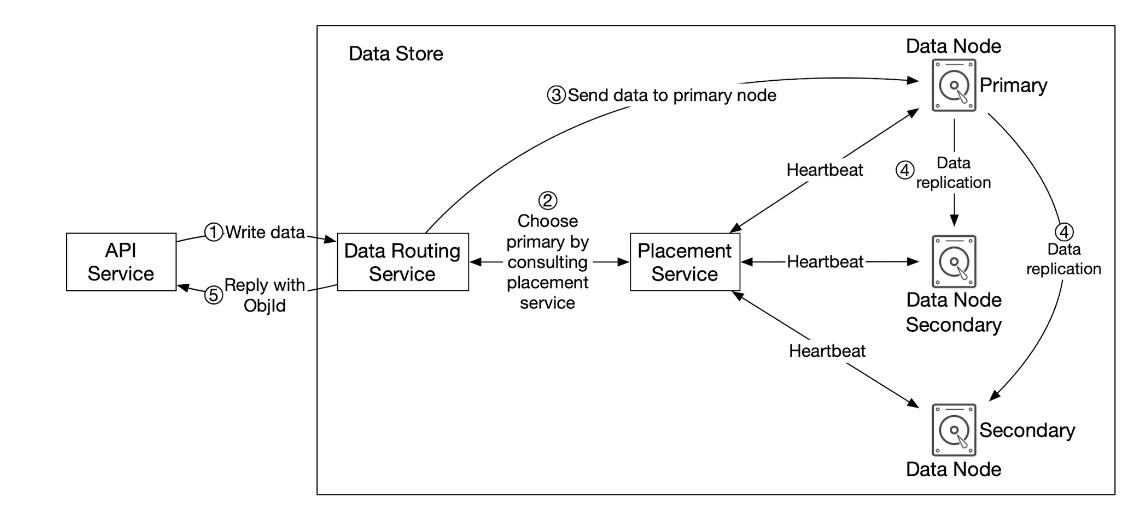 Data Store
Data Node
Primary
③Send data to primary node
Heartbeat
④
Data
replication
②
Choose
primary by
consulting
placement
service
①Write data
API
Service
Data Routing
Service
Placement
Service
Heartbeat
④
Data
replication
⑤
Reply with
ObjId
Data Node
Secondary
Heartbeat
Secondary
Data Node